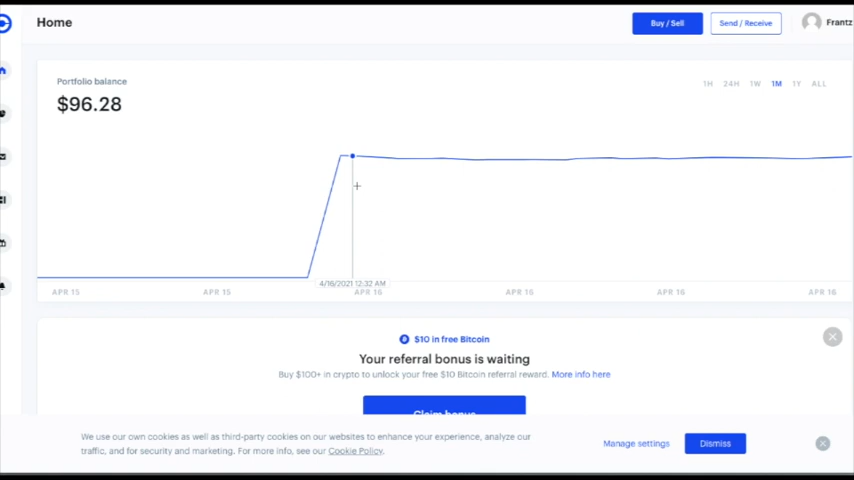 Home
Buy / Sell
Send / Receive
Frantz
Portfolio balance
$96.28
1H 24H 1W 1M 1Y ALL
4/16/2021 12:32 AM
APR 15 APR 15 APR 16 APR 16 APR 16 APR 16
$10 in free Bitcoin
Your referral bonus is waiting
Buy $100+ in crypto to unlock your free $10 Bitcoin referral reward. More info here
Claim bonus
We use our own cookies as well as third-party cookies on our websites to enhance your experience, analyze our
traffic, and for security and marketing. For more info, see our Cookie Policy.
Manage settings
Dismiss